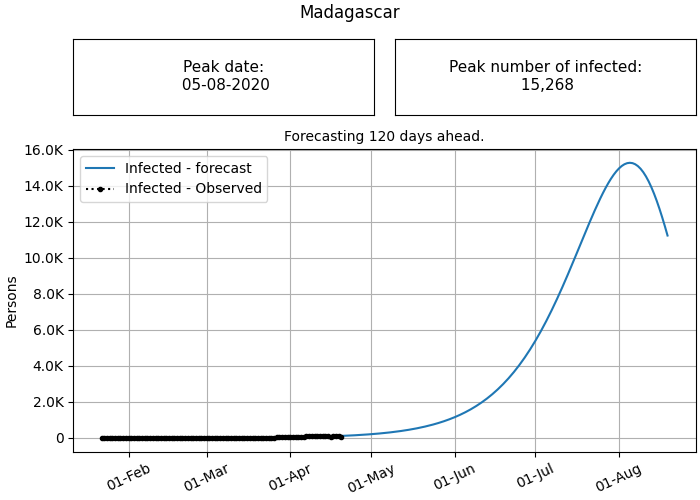 Madagascar
Peak date:
05-08-2020
Peak number of infected:
15,268
Forecasting 120 days ahead.
Infected - forecast
Infected - Observed
16.0K
14.0K
12.0K
10.0K
8.0K
6.0K
4.0K
2.0K
0
Persons
01-Feb
01-Mar
01-Apr
01-May
01-Jun
01-Jul
01-Aug